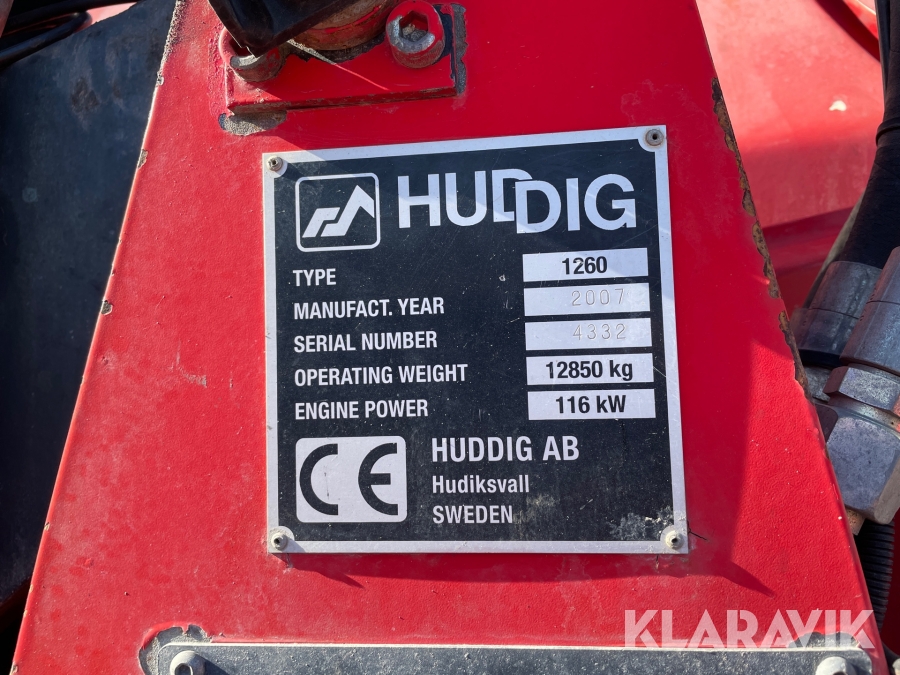 HUDDIG
TYPE 1260
MANUFACT. YEAR 2007
SERIAL NUMBER 4332
OPERATING WEIGHT 12850 kg
ENGINE POWER 116 kW
CE HUDDIG AB
Hudiksvall
SWEDEN
KLARAVIK